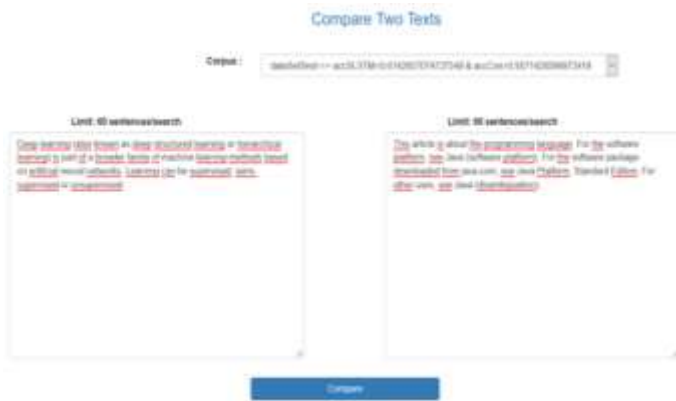 Compare Two Texts
Corpus :
Limit: 60 sentences/search
Deep learning (also known as deep structured learning or hierarchical
learning) is part of a broader family of machine learning methods based
on artificial neural networks. Learning can be supervised, semi-
supervised or unsupervised.
Limit: 60 sentences/search
This article is about the programming language. For the software
platform, see Java (software platform). For the software package
downloaded from java.com, see Java Platform, Standard Edition. For
other uses, see Java (disambiguation).
Compare